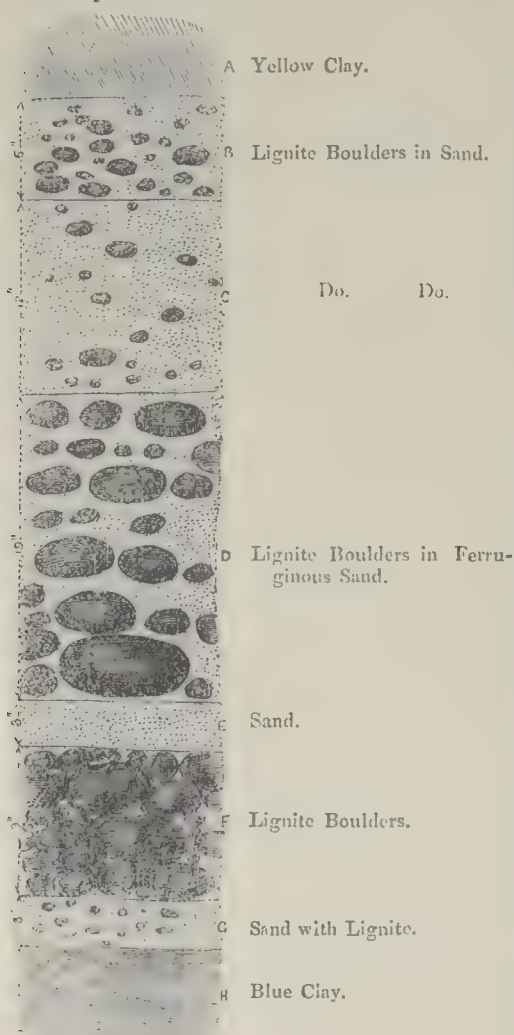 A Yellow Clay.
6" B Lignite Boulders in Sand.
C Do. Do.
D Lignite Boulders in Ferru-
ginous Sand.
E Sand.
F Lignite Boulders.
G Sand with Lignite.
H Blue Clay.